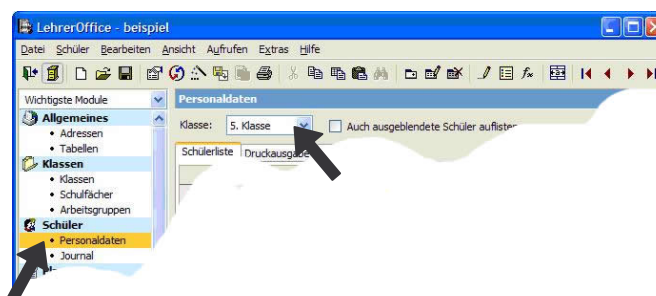 LehrerOffice - beispiel
Datei Schüler Bearbeiten Ansicht Aufrufen Extras Hilfe
Wichtigste Module
Personaldaten
Allgemeines
• Adressen
• Tabellen
Klasse: 5. Klasse Auch ausgeblendete Schüler auflisten
Schülerliste Druckausgabe
Klassen
• Klassen
• Schulfächer
• Arbeitsgruppen
Schüler
• Personaldaten
• Journal